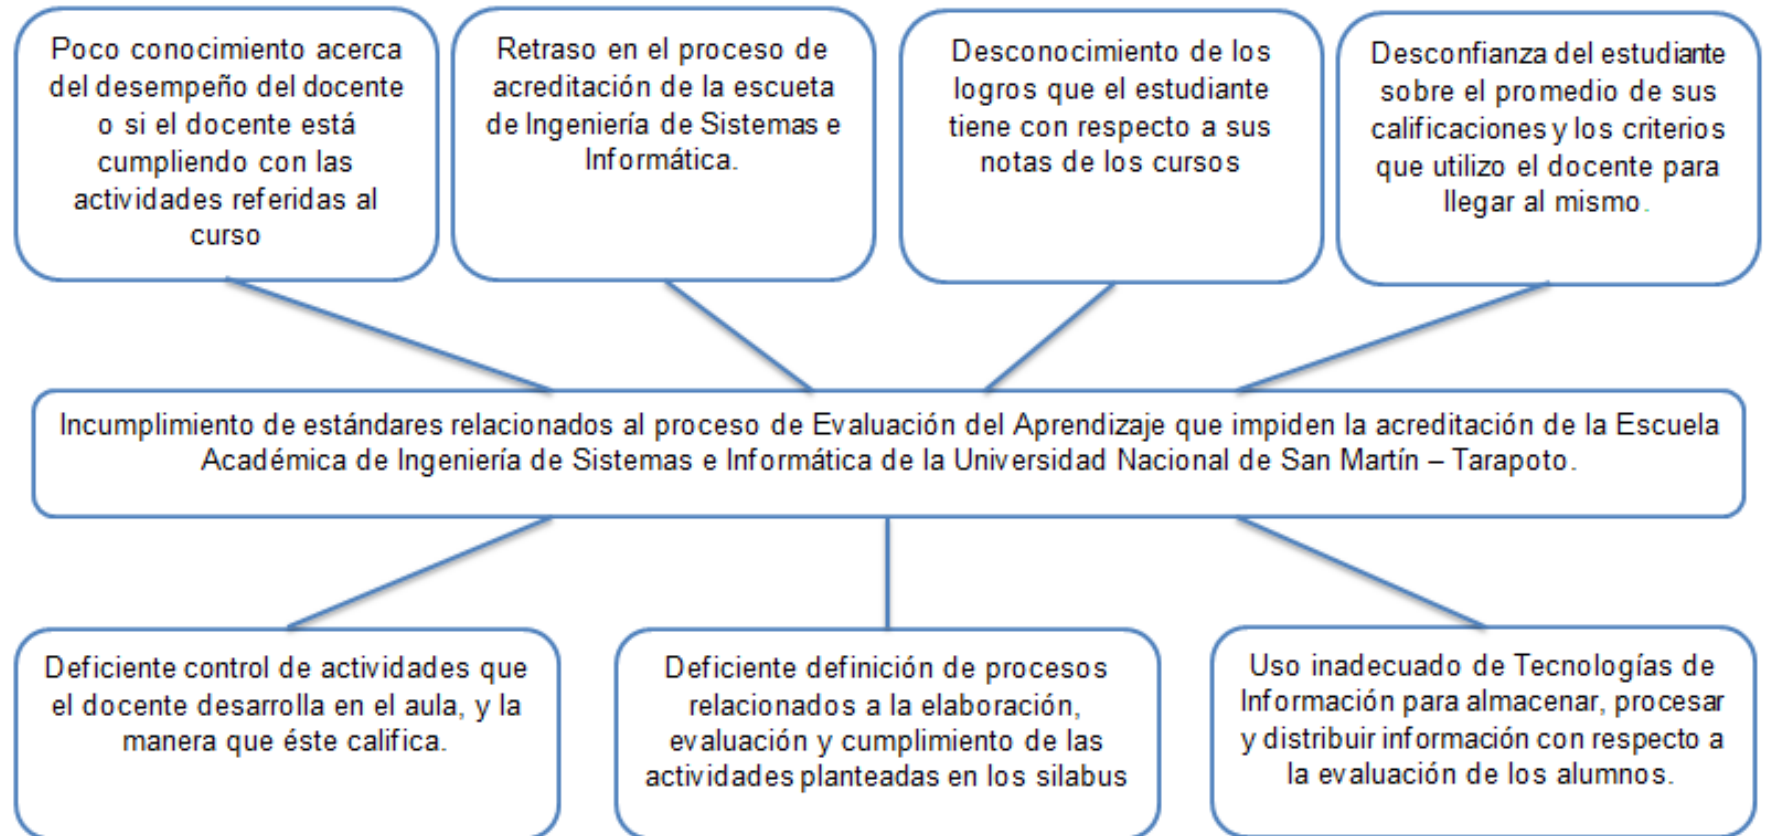 Poco conocimiento acerca
del desempeño del docente
o si el docente está
cumpliendo con las
actividades referidas al
curso
Retraso en el proceso de
acreditación de la escueta
de Ingeniería de Sistemas e
Informática.
Desconocimiento de los
logros que el estudiante
tiene con respecto a sus
notas de los cursos
Desconfianza del estudiante
sobre el promedio de sus
calificaciones y los criterios
que utilizo el docente para
llegar al mismo.
Incumplimiento de estándares relacionados al proceso de Evaluación del Aprendizaje que impiden la acreditación de la Escuela
Académica de Ingeniería de Sistemas e Informática de la Universidad Nacional de San Martín – Tarapoto.
Deficiente control de actividades que
el docente desarrolla en el aula, y la
manera que éste califica.
Deficiente definición de procesos
relacionados a la elaboración,
evaluación y cumplimiento de las
actividades planteadas en los silabus
Uso inadecuado de Tecnologías de
Información para almacenar, procesar
y distribuir información con respecto a
la evaluación de los alumnos.